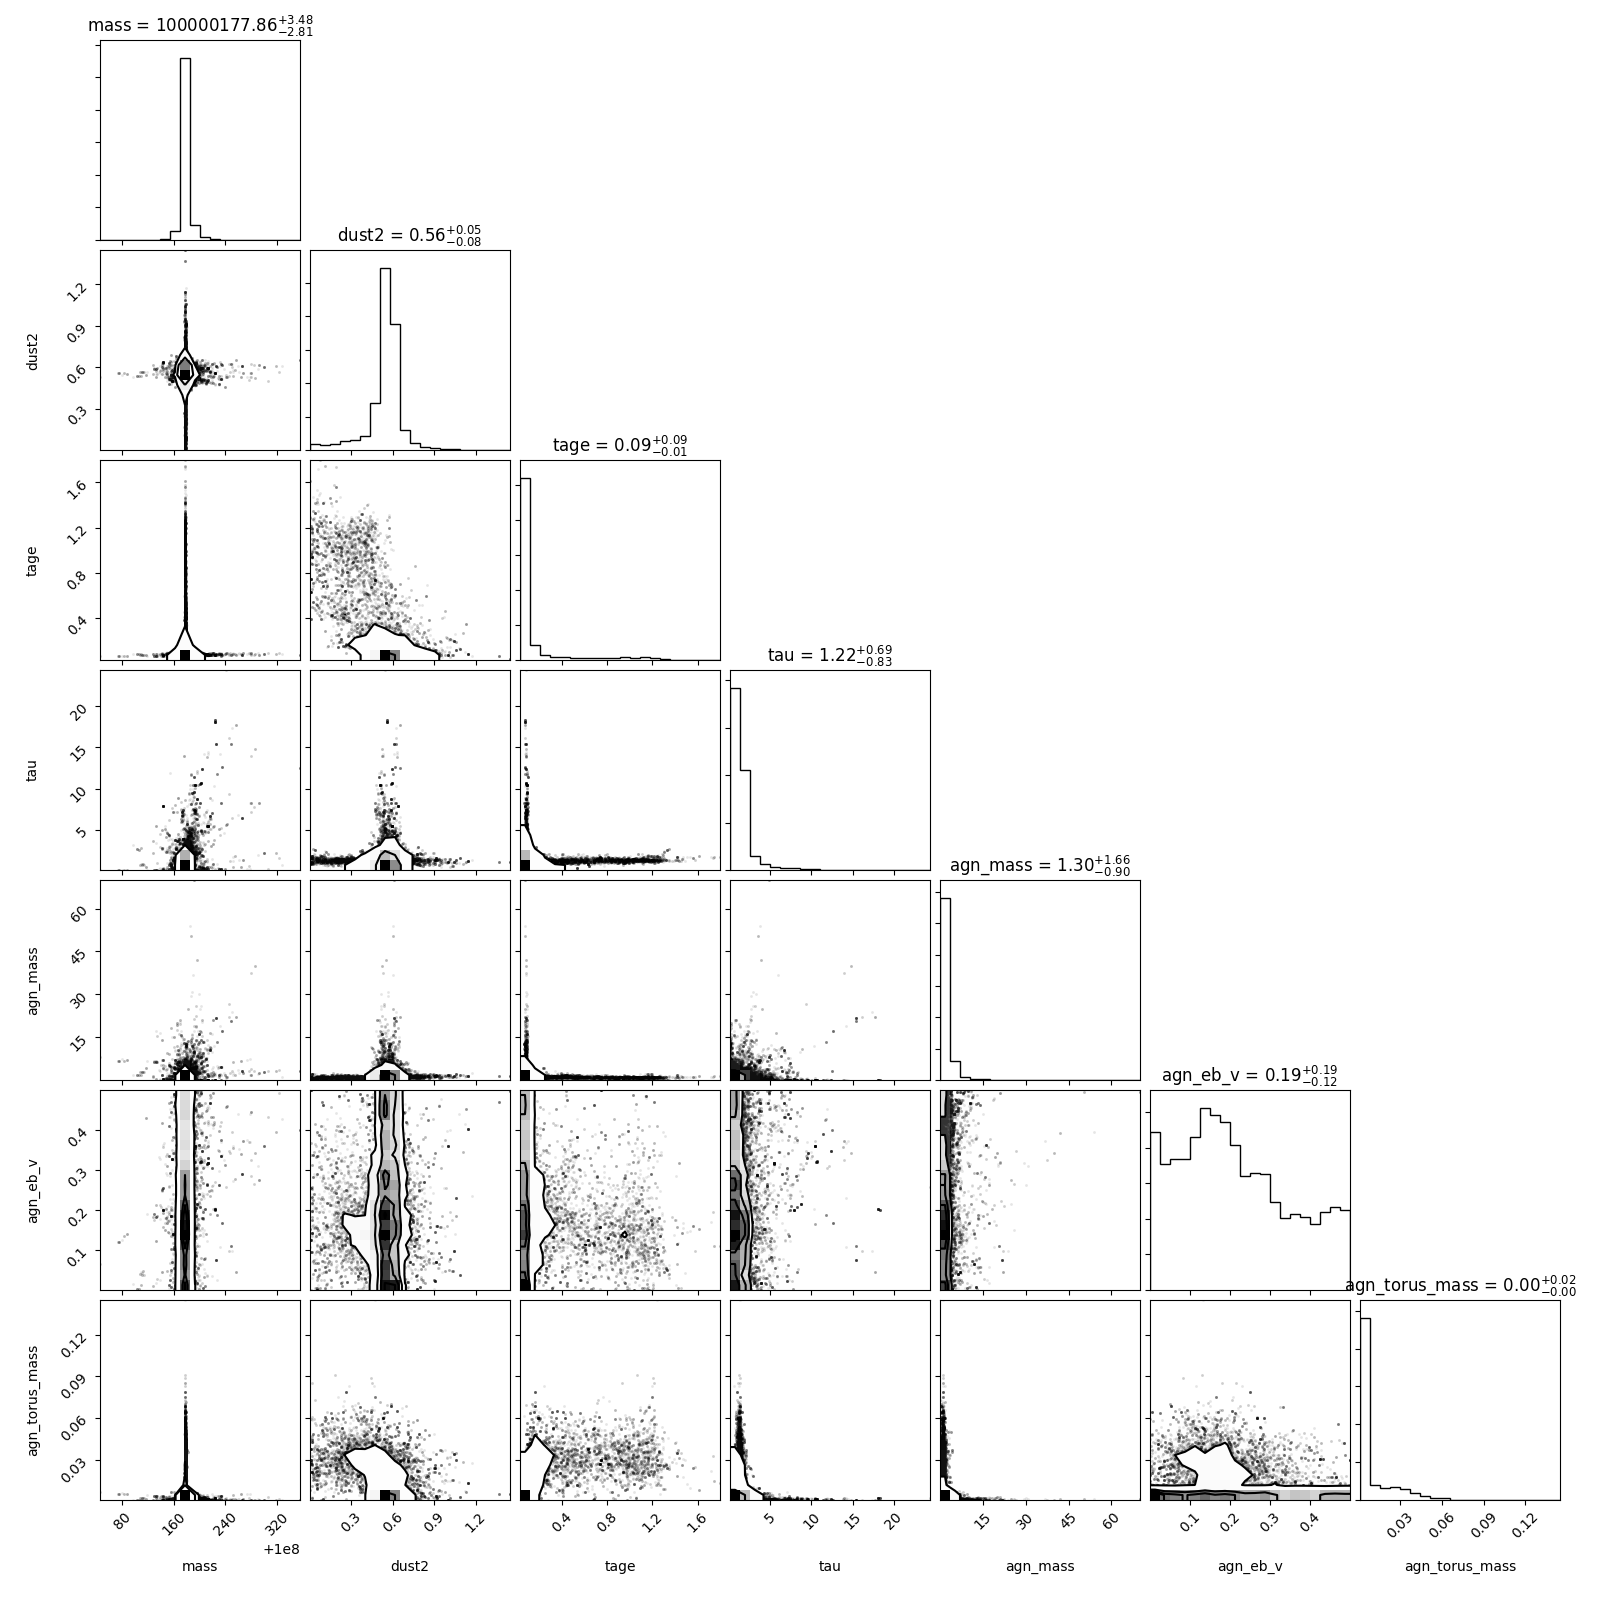 mass = 100000177.86+3.48−2.81
dust2 = 0.56+0.05−0.08
1.2
0.9
0.6
0.3
dust2
tage = 0.09+0.09−0.01
1.6
1.2
0.8
0.4
tage
tau = 1.22+0.69−0.83
20
15
10
5
tau
agn_mass = 1.30+1.66−0.90
60
45
30
15
agn_mass
agn_eb_v = 0.19+0.19−0.12
0.4
0.3
0.2
0.1
agn_eb_v
agn_torus_mass = 0.00+0.02−0.00
0.12
0.09
0.06
0.03
agn_torus_mass
80 160 240 320 0.3 0.6 0.9 1.2 0.4 0.8 1.2 1.6 5 10 15 20 15 30 45 60 0.1 0.2 0.3 0.4 0.03 0.06 0.09 0.12
+1e8
mass dust2 tage tau agn_mass agn_eb_v agn_torus_mass